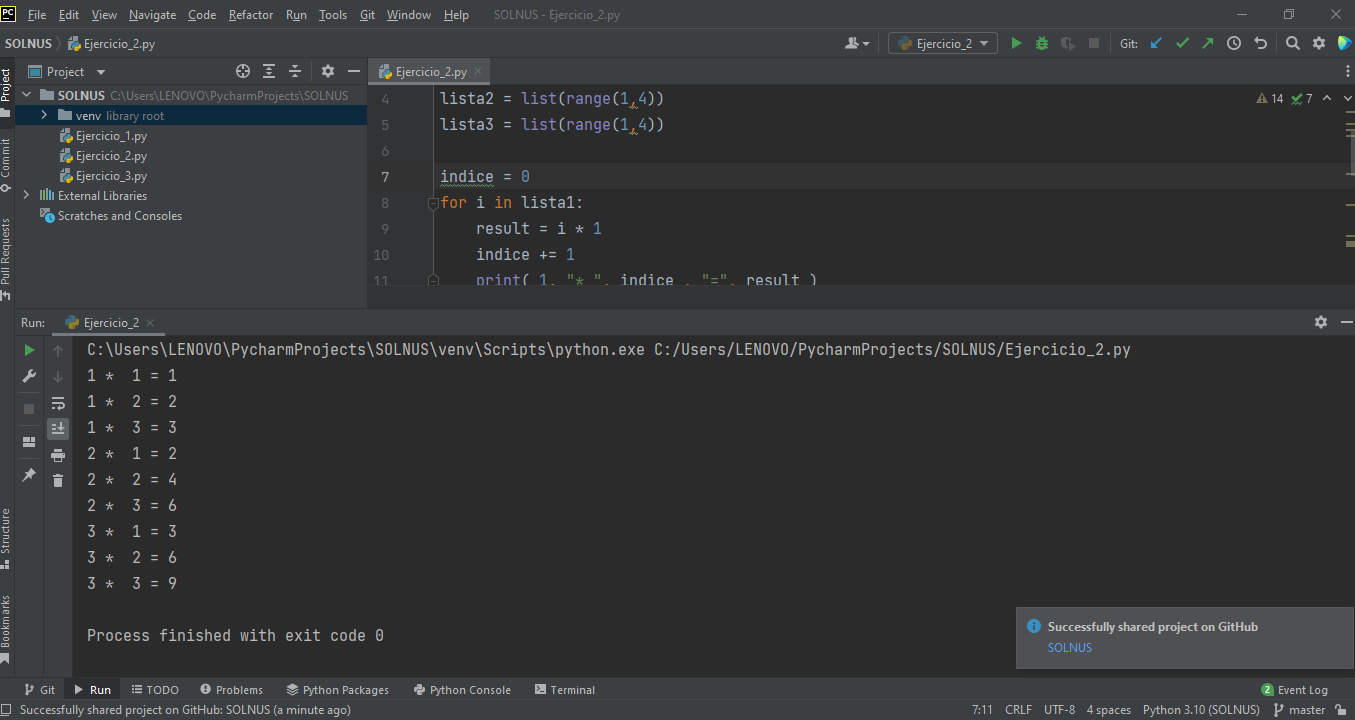 PC File Edit View Navigate Code Refactor Run Tools Git Window Help SOLNUS - Ejercicio_2.py
SOLNUS Ejercicio_2.py Ejercicio_2 Git:
Project
Ejercicio_2.py
SOLNUS C:\Users\LENOVO\PycharmProjects\SOLNUS
venv library root
Ejercicio_1.py
Ejercicio_2.py
Ejercicio_3.py
External Libraries
Scratches and Consoles
Project
Commit
Pull Requests
14 7
4 lista2 = list(range(1,4))
5 lista3 = list(range(1,4))
6
7 indice = 0
8 for i in lista1:
9 result = i * 1
10 indice += 1
11 print( 1, "* ", indice , "=", result )
Run: Ejercicio_2
C:\Users\LENOVO\PycharmProjects\SOLNUS\venv\Scripts\python.exe C:/Users/LENOVO/PycharmProjects/SOLNUS/Ejercicio_2.py
1 *  1 = 1
1 *  2 = 2
1 *  3 = 3
2 *  1 = 2
2 *  2 = 4
2 *  3 = 6
3 *  1 = 3
3 *  2 = 6
3 *  3 = 9
Process finished with exit code 0
Structure
Bookmarks
Successfully shared project on GitHub
SOLNUS
Git Run TODO Problems Python Packages Python Console Terminal 2 Event Log
Successfully shared project on GitHub: SOLNUS (a minute ago) 7:11 CRLF UTF-8 4 spaces Python 3.10 (SOLNUS) master